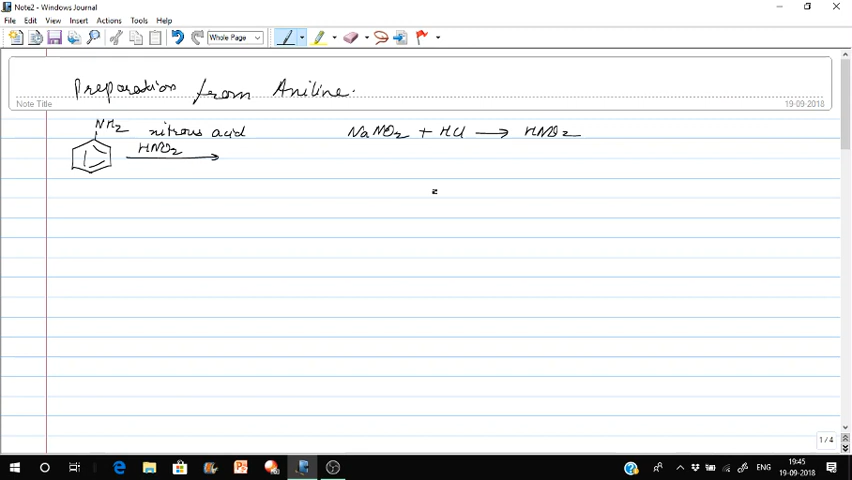 Note2 - Windows Journal
File Edit View Insert Actions Tools Help
Whole Page
Preparation from Aniline.
Note Title
19-09-2018
NH2 nitrous acid NaNO2 + HCl ⟶ HNO2
HNO2
1 / 4
19:45
ENG
19-09-2018